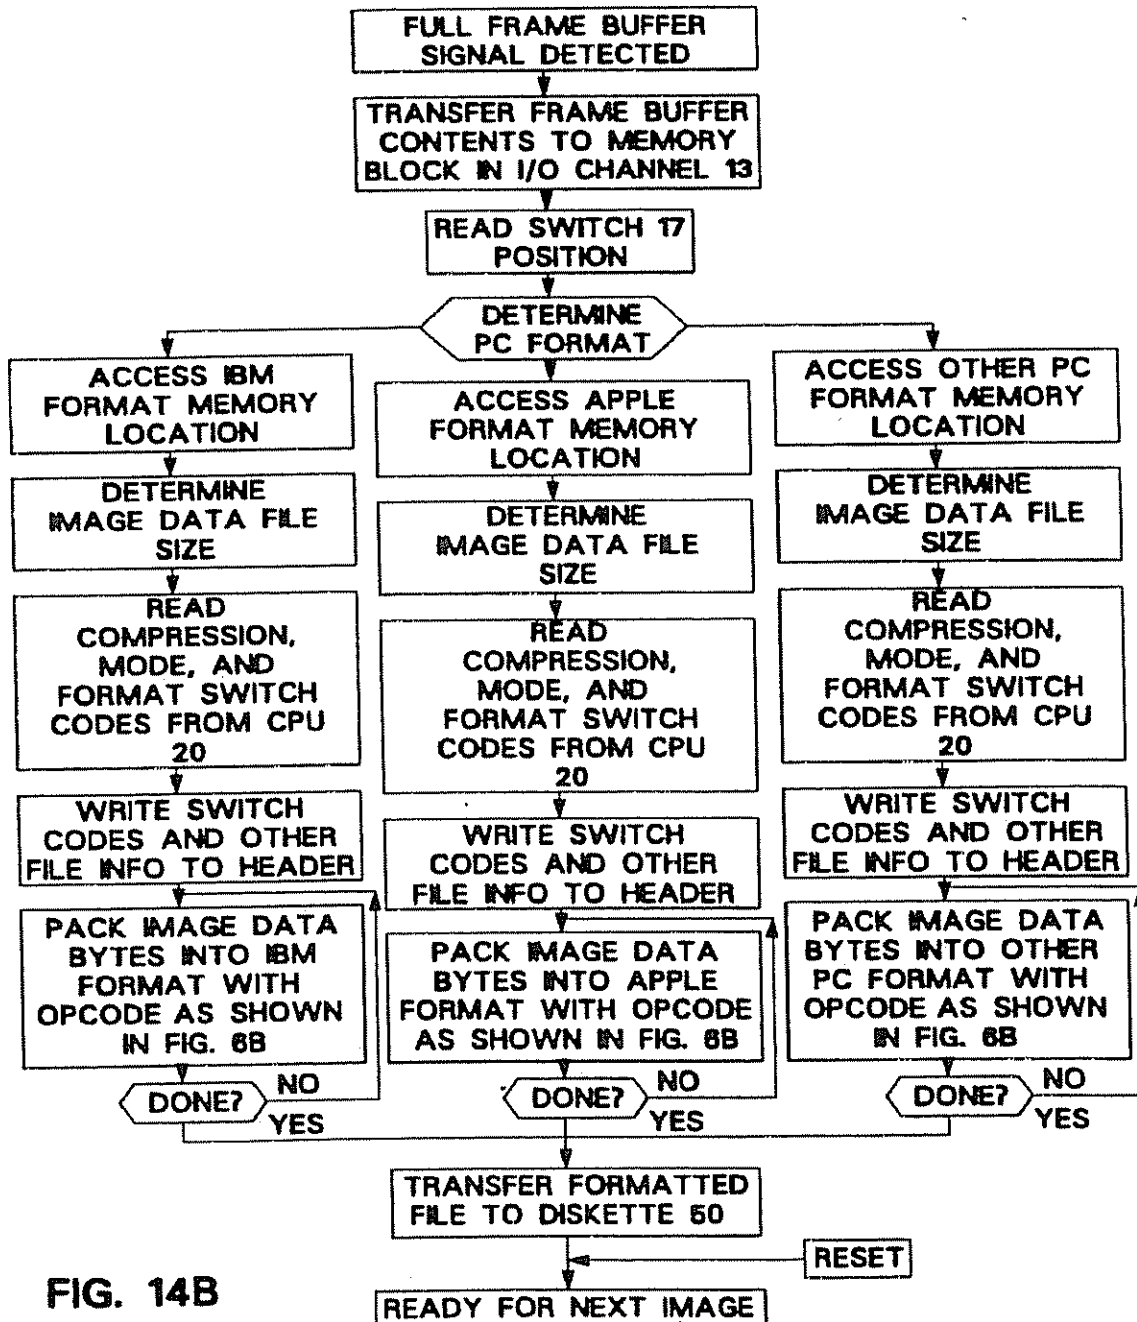 FULL FRAME BUFFER
SIGNAL DETECTED
TRANSFER FRAME BUFFER
CONTENTS TO MEMORY
BLOCK IN I/O CHANNEL 13
READ SWITCH 17
POSITION
DETERMINE
PC FORMAT
ACCESS IBM
FORMAT MEMORY
LOCATION
DETERMINE
IMAGE DATA FILE
SIZE
READ
COMPRESSION,
MODE, AND
FORMAT SWITCH
CODES FROM CPU
20
WRITE SWITCH
CODES AND OTHER
FILE INFO TO HEADER
PACK IMAGE DATA
BYTES INTO IBM
FORMAT WITH
OPCODE AS SHOWN
IN FIG. 6B
DONE?
NO
YES
ACCESS APPLE
FORMAT MEMORY
LOCATION
DETERMINE
IMAGE DATA FILE
SIZE
READ
COMPRESSION,
MODE, AND
FORMAT SWITCH
CODES FROM CPU
20
WRITE SWITCH
CODES AND OTHER
FILE INFO TO HEADER
PACK IMAGE DATA
BYTES INTO APPLE
FORMAT WITH OPCODE
AS SHOWN IN FIG. 6B
DONE?
NO
YES
ACCESS OTHER PC
FORMAT MEMORY
LOCATION
DETERMINE
IMAGE DATA FILE
SIZE
READ
COMPRESSION,
MODE, AND
FORMAT SWITCH
CODES FROM CPU
20
WRITE SWITCH
CODES AND OTHER
FILE INFO TO HEADER
PACK IMAGE DATA
BYTES INTO OTHER
PC FORMAT WITH
OPCODE AS SHOWN
IN FIG. 6B
DONE?
NO
YES
TRANSFER FORMATTED
FILE TO DISKETTE 50
RESET
READY FOR NEXT IMAGE
FIG. 14B